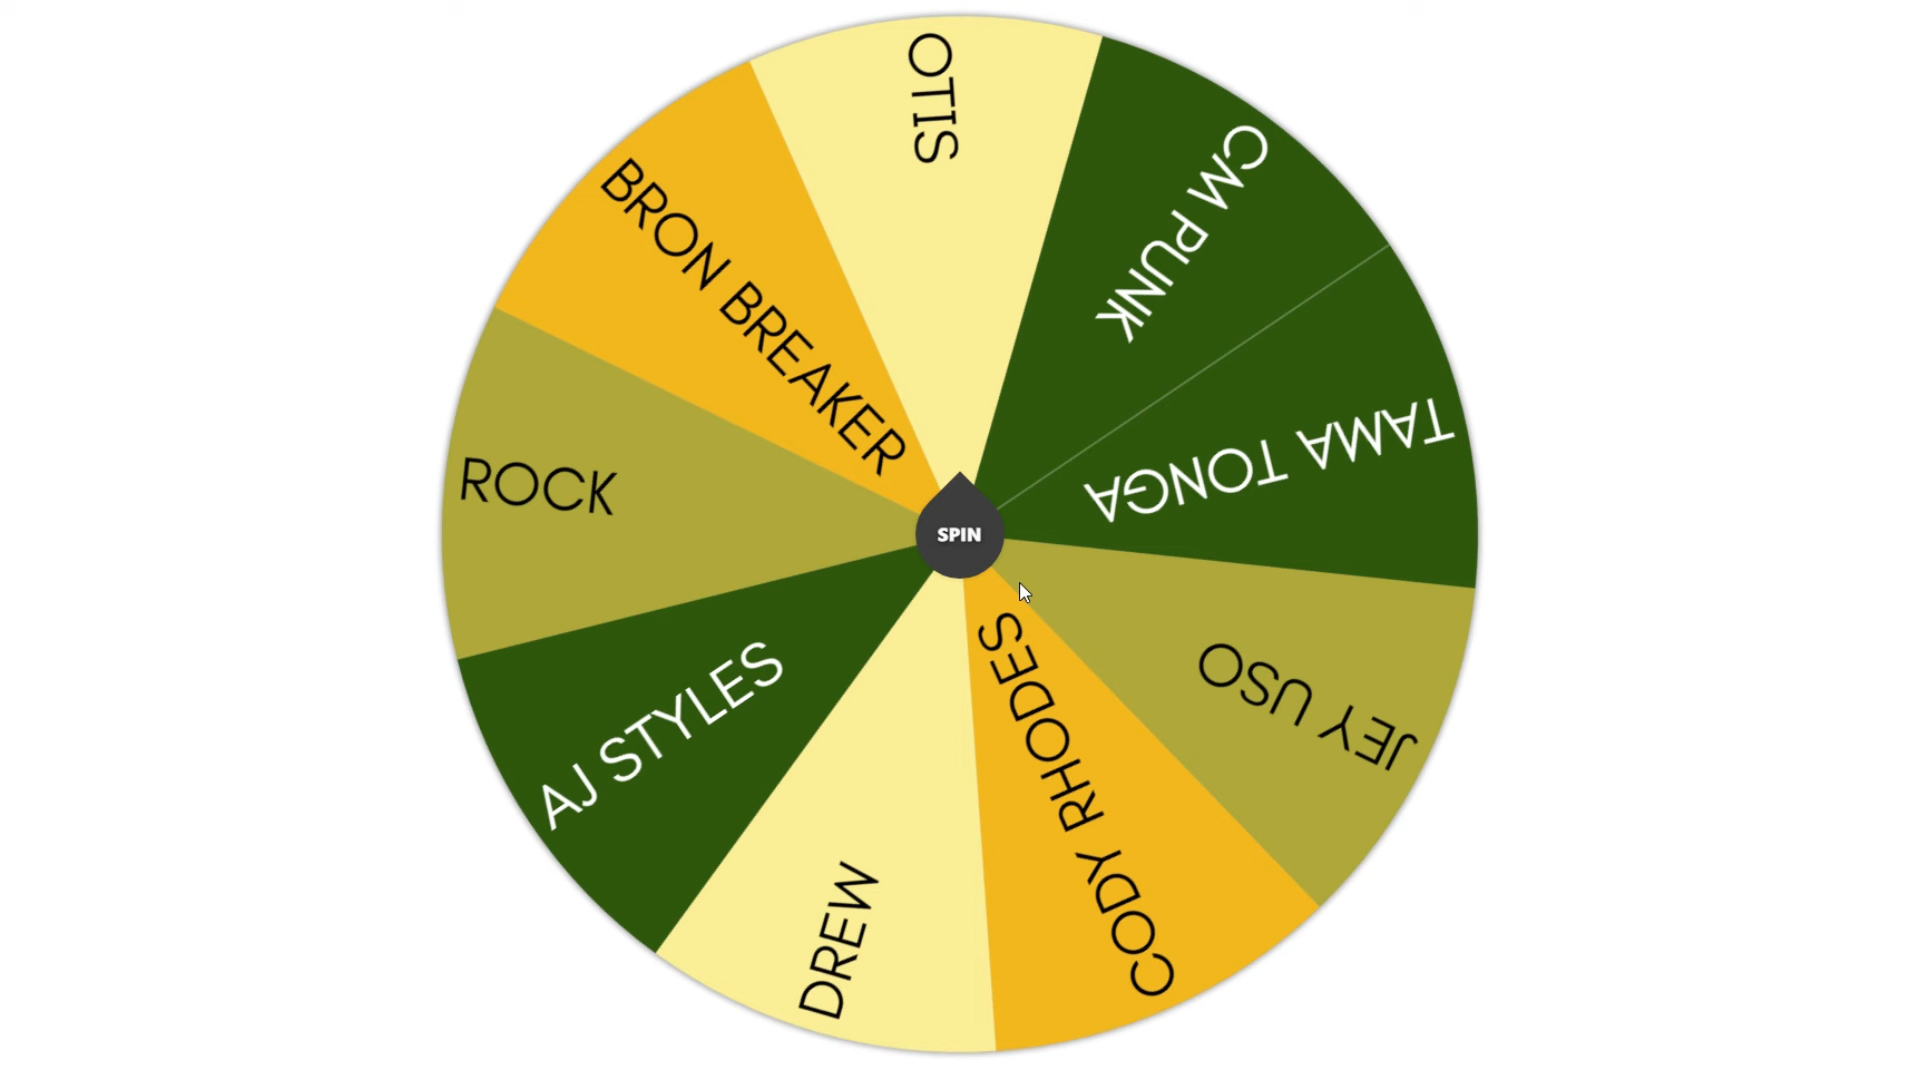 OTIS
CM PUNK
TAMA TONGA
JEY USO
CODY RHODES
DREW
AJ STYLES
ROCK
BRON BREAKER
SPIN